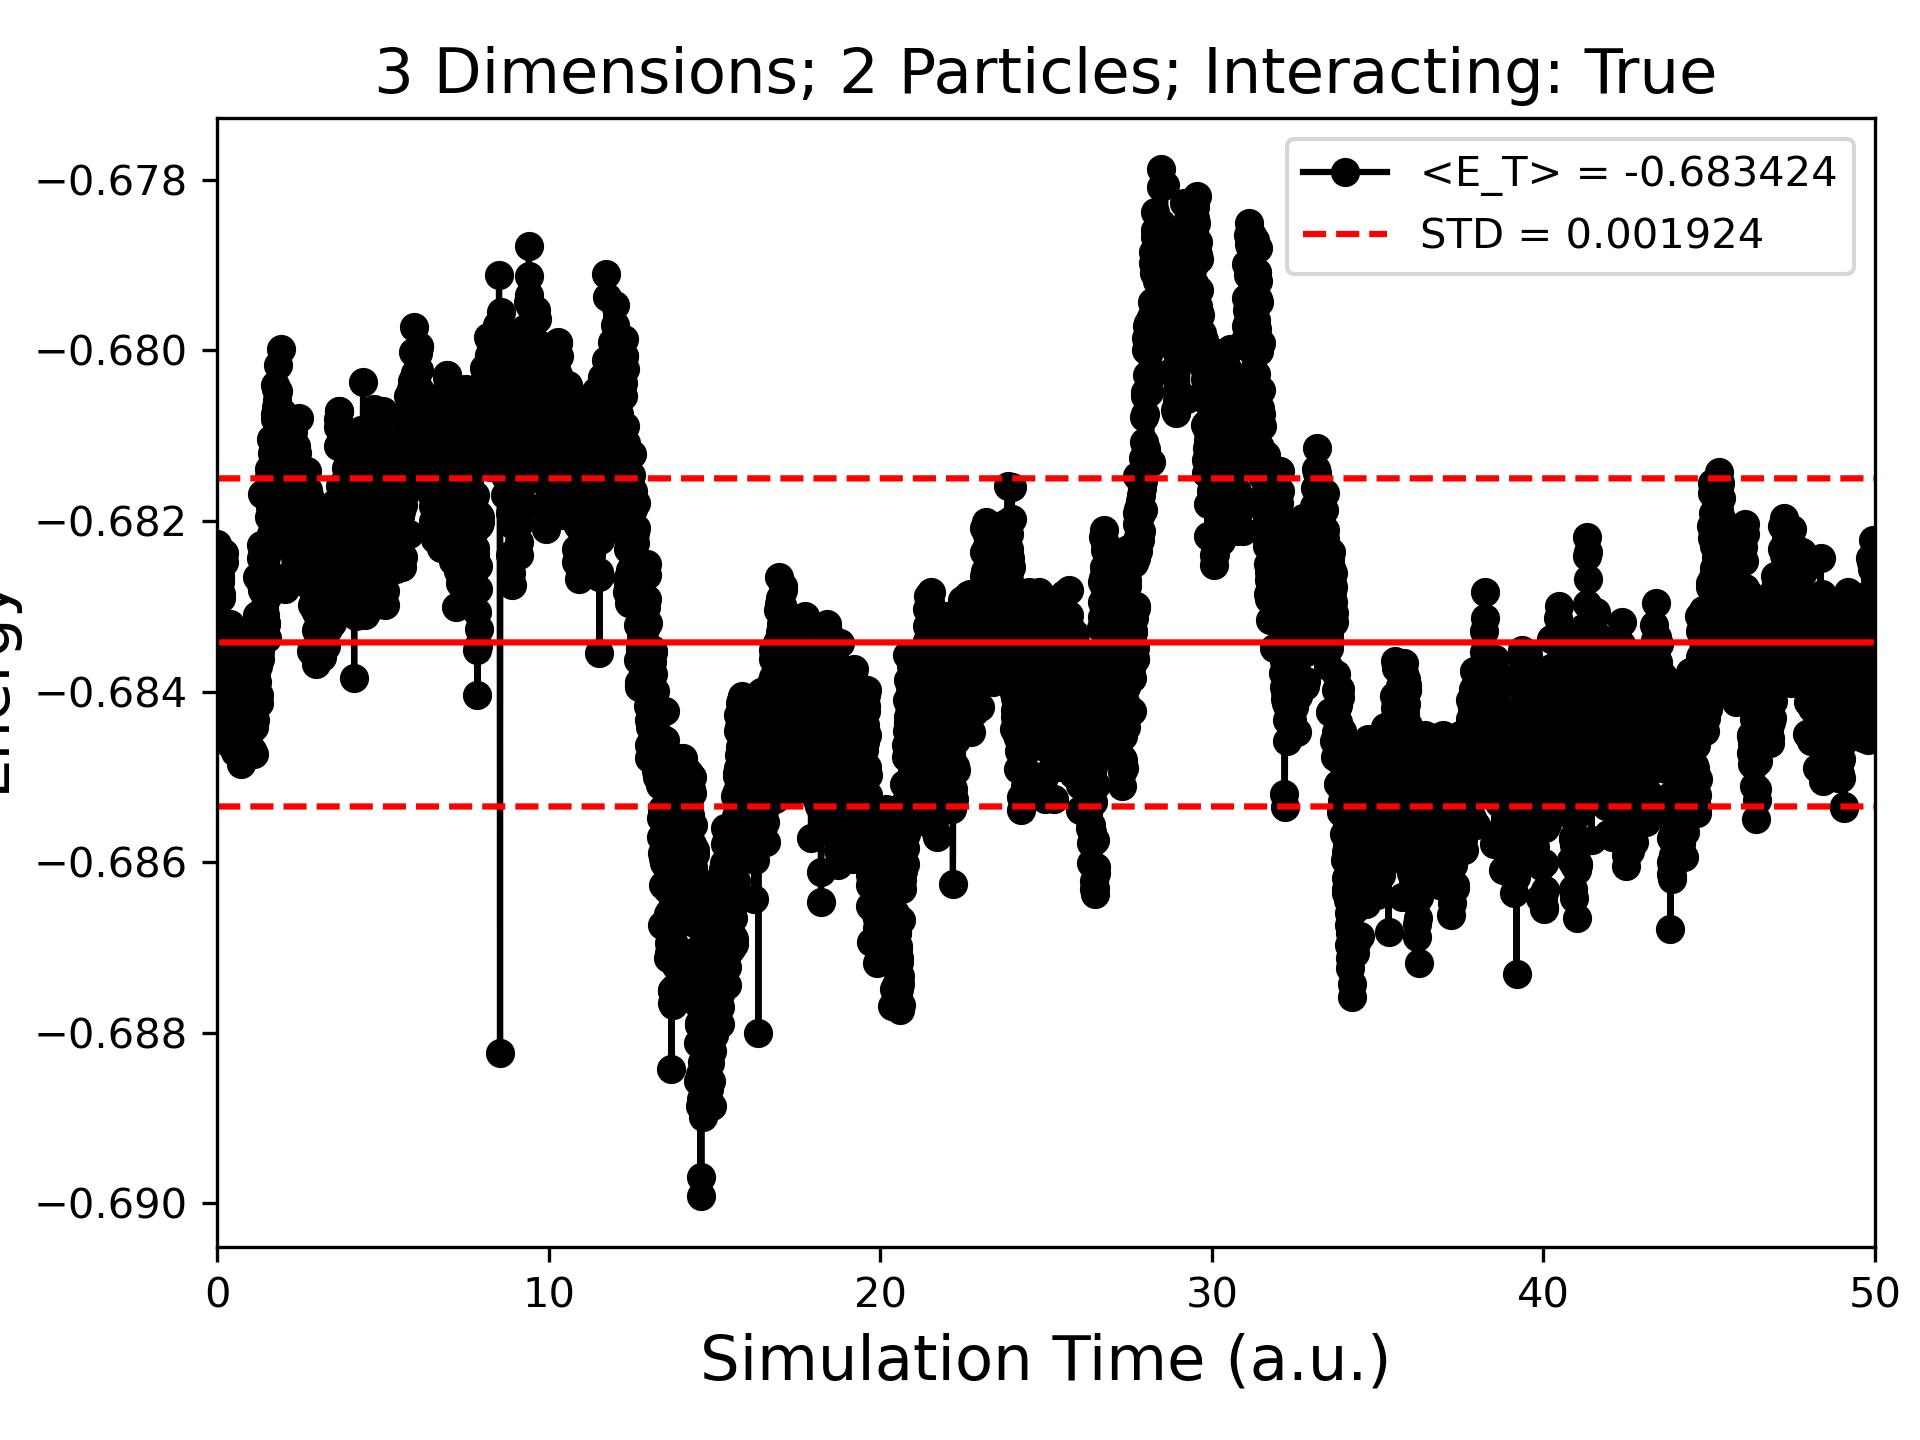 3 Dimensions; 2 Particles; Interacting: True
<E_T> = -0.683424
STD = 0.001924
−0.678
−0.680
−0.682
−0.684
−0.686
−0.688
−0.690
Energy
0 10 20 30 40 50
Simulation Time (a.u.)